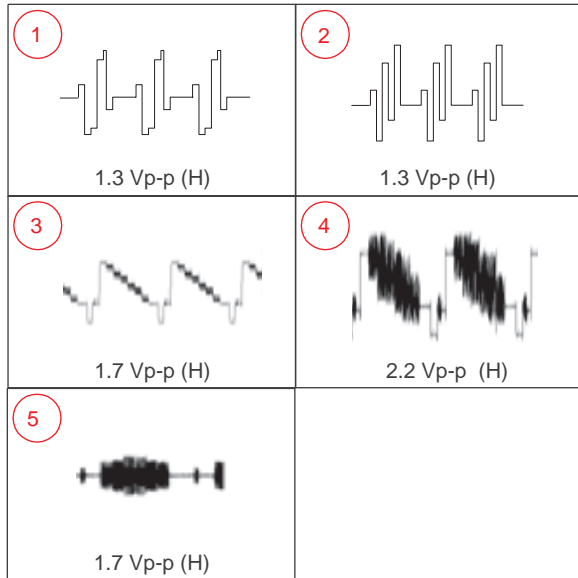 1
2
1.3 Vp-p (H)
1.3 Vp-p (H)
3
4
1.7 Vp-p (H)
2.2 Vp-p (H)
5
1.7 Vp-p (H)